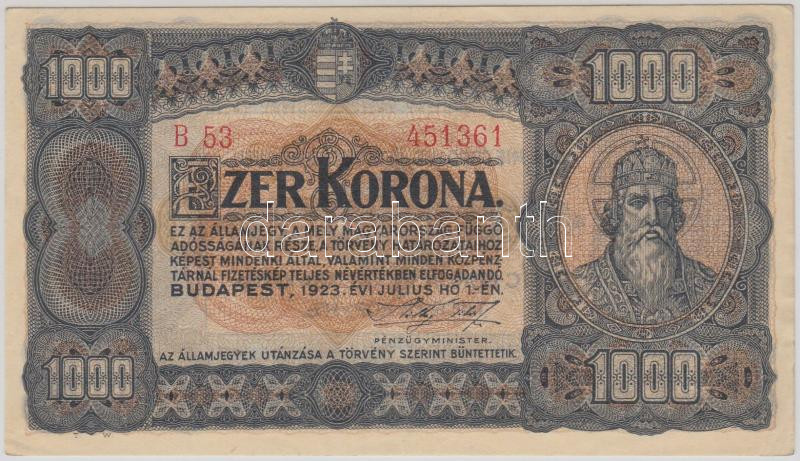 1000
1000
B 53 451361
EZER KORONA.
EZ AZ ÁLLAMJEGY, A MELY MAGYARORSZÁG FÜGGŐ
ADÓSSÁGÁNAK RÉSZE, A TÖRVÉNY HATÁROZATAIHOZ
KÉPEST MINDENKI ÁLTAL VALAMINT MINDEN KÖZPÉNZ-
TÁRNÁL FIZETÉSKÉP TELJES NÉVÉRTÉKBEN ELFOGADANDÓ.
BUDAPEST, 1923. ÉVI JULIUS HÓ 1.-ÉN.
PÉNZÜGYMINISTER.
AZ ÁLLAMJEGYEK UTÁNZÁSA A TÖRVÉNY SZERINT BÜNTETTETIK.
1000
1000
darabanth